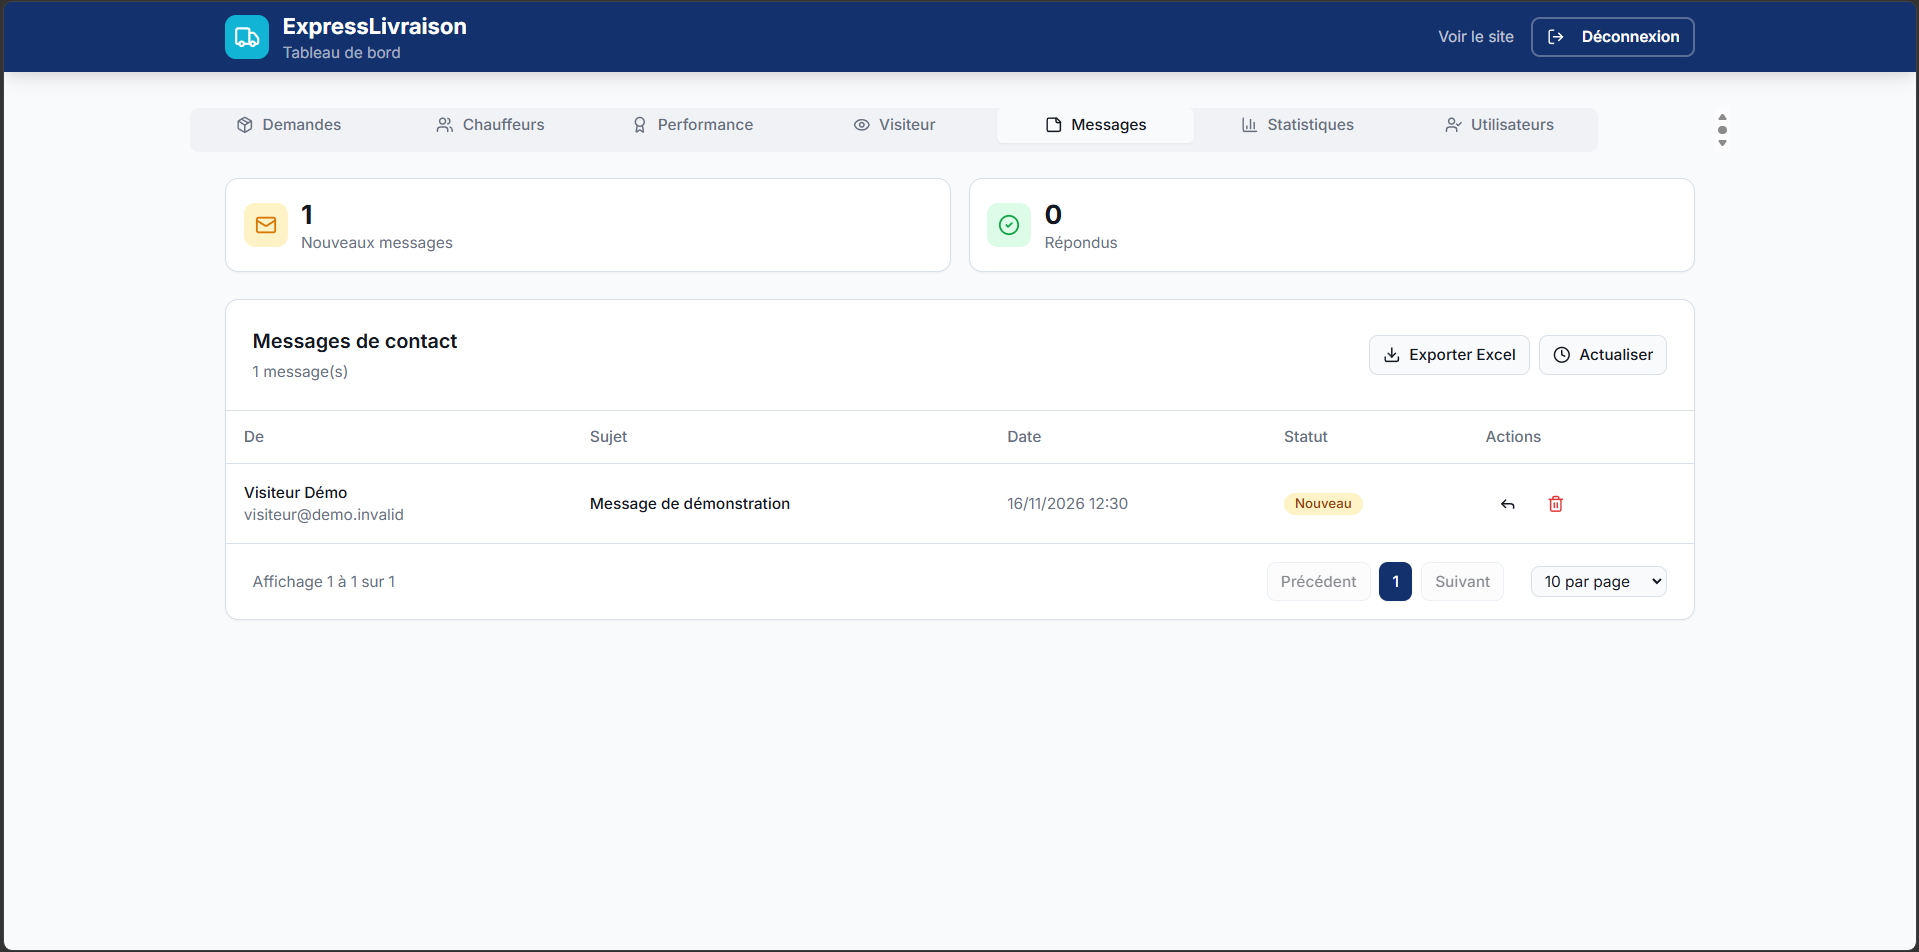 ExpressLivraison
Tableau de bord
Voir le site
Déconnexion
Demandes
Chauffeurs
Performance
Visiteur
Messages
Statistiques
Utilisateurs
1
Nouveaux messages
0
Répondus
Messages de contact
1 message(s)
Exporter Excel
Actualiser
De
Sujet
Date
Statut
Actions
Visiteur Démo
visiteur@demo.invalid
Message de démonstration
16/11/2026 12:30
Nouveau
Affichage 1 à 1 sur 1
Précédent
1
Suivant
10 par page